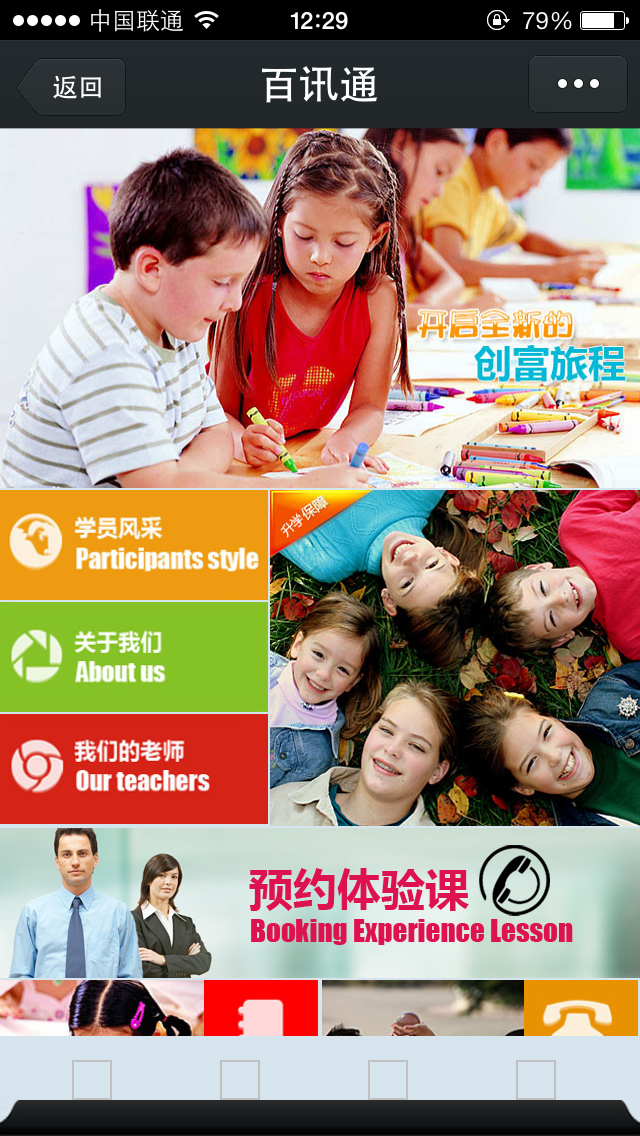 中国联通 12:29 79%
返回 百讯通
开启全新的
创富旅程
学员风采
Participants style
升学保障
关于我们
About us
我们的老师
Our teachers
预约体验课
Booking Experience Lesson